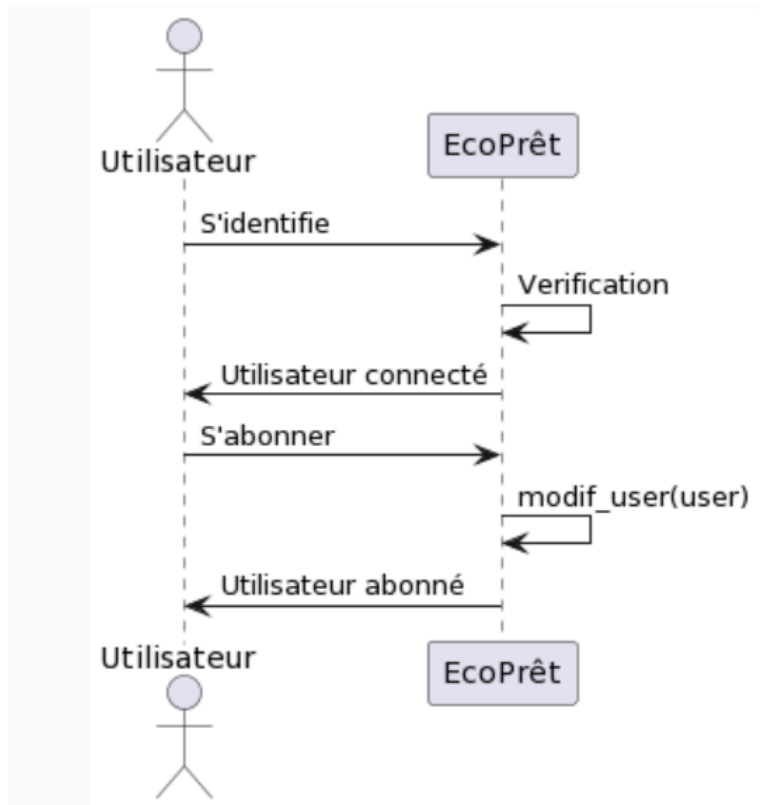 Utilisateur
EcoPrêt
S'identifie
Verification
Utilisateur connecté
S'abonner
modif_user(user)
Utilisateur abonné
Utilisateur
EcoPrêt